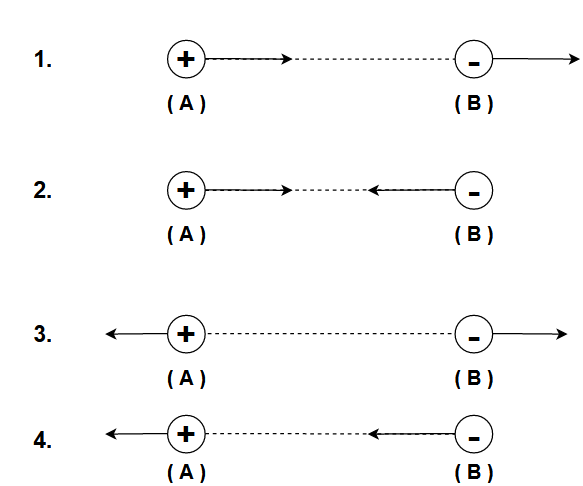 1. + -
( A ) ( B )
2. + -
( A ) ( B )
3. + -
( A ) ( B )
4. + -
( A ) ( B )